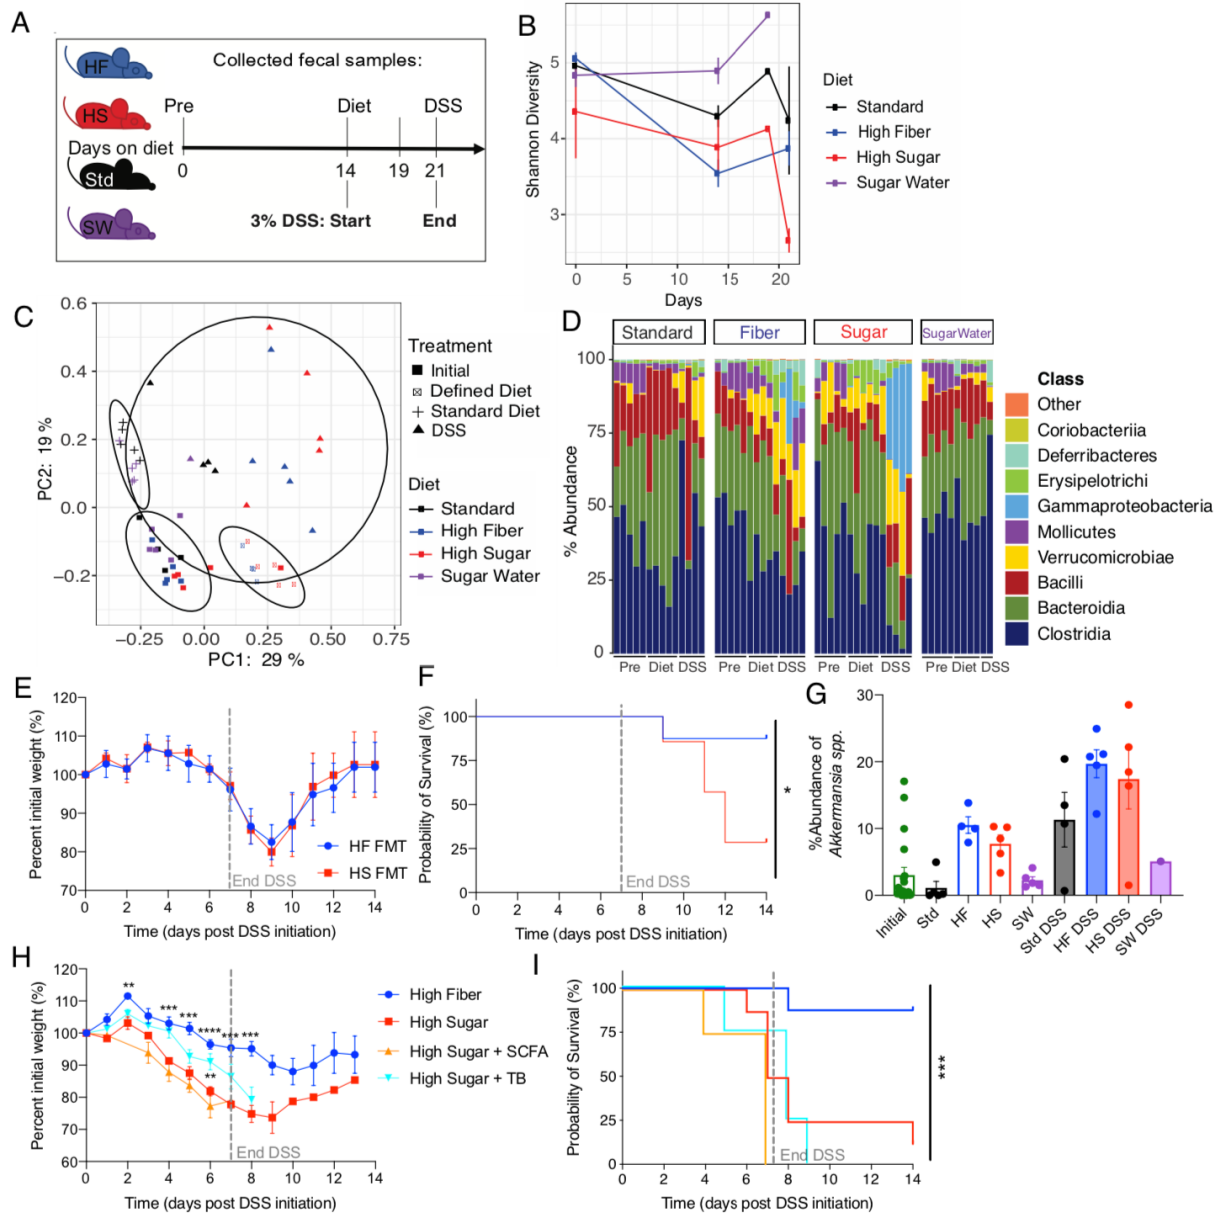 A
HF
HS
Std
SW
Collected fecal samples:
Pre
Diet
DSS
Days on diet
0
14
19
21
3% DSS: Start
End
B
Shannon Diversity
5
4
3
0
5
10
15
20
Days
Diet
Standard
High Fiber
High Sugar
Sugar Water
C
PC2: 19 %
0.6
0.4
0.2
0.0
−0.2
−0.25
0.00
0.25
0.50
0.75
PC1: 29 %
Treatment
Initial
Defined Diet
Standard Diet
DSS
Diet
Standard
High Fiber
High Sugar
Sugar Water
D
Standard
Fiber
Sugar
SugarWater
% Abundance
100
75
50
25
0
Pre Diet DSS
Pre Diet DSS
Pre Diet DSS
Pre Diet DSS
Class
Other
Coriobacteriia
Deferribacteres
Erysipelotrichi
Gammaproteobacteria
Mollicutes
Verrucomicrobiae
Bacilli
Bacteroidia
Clostridia
E
Percent initial weight (%)
120
110
100
90
80
70
0 2 4 6 8 10 12 14
Time (days post DSS initiation)
End DSS
HF FMT
HS FMT
F
Probability of Survival (%)
100
75
50
25
0
0 2 4 6 8 10 12 14
Time (days post DSS initiation)
End DSS
*
G
%Abundance of
Akkermansia spp.
30
20
10
0
Initial
Std
HF
HS
SW
Std DSS
HF DSS
HS DSS
SW DSS
H
Percent initial weight (%)
120
110
100
90
80
70
60
** *** *** **** *** ***
**
End DSS
0 2 4 6 8 10 12 14
Time (days post DSS initiation)
High Fiber
High Sugar
High Sugar + SCFA
High Sugar + TB
I
Probability of Survival (%)
100
75
50
25
0
End DSS
0 2 4 6 8 10 12 14
Time (days post DSS initiation)
***